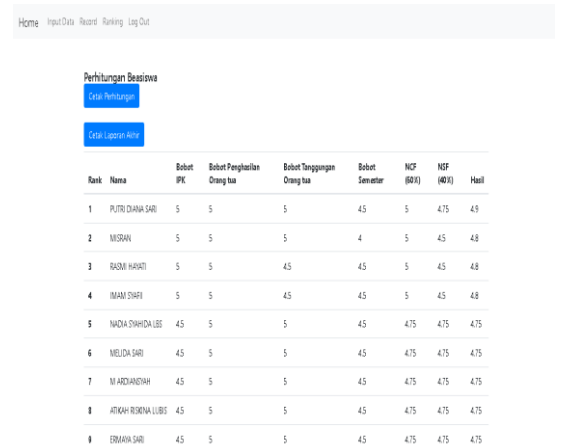 Home Input Data Record Ranking Log Out
Perhitungan Beasiswa
Cetak Perhitungan
Cetak Laporan Akhir
Rank Nama Bobot IPK Bobot Penghasilan Orang tua Bobot Tanggungan Orang tua Bobot Semester NCF (60%) NSF (40%) Hasil
1 PUTRI DIANA SARI 5 5 5 4.5 5 4.75 4.9
2 MISRAN 5 5 5 4 5 4.5 4.8
3 RASMI HAYATI 5 5 4.5 4.5 5 4.5 4.8
4 IMAM SYAFII 5 5 4.5 4.5 5 4.5 4.8
5 NADIA SYAHIDA LBS 4.5 5 5 4.5 4.75 4.75 4.75
6 MELIDA SARI 4.5 5 5 4.5 4.75 4.75 4.75
7 M ARDIANSYAH 4.5 5 5 4.5 4.75 4.75 4.75
8 ATIKAH RISKINA LUBIS 4.5 5 5 4.5 4.75 4.75 4.75
9 ERMAYA SARI 4.5 5 5 4.5 4.75 4.75 4.75